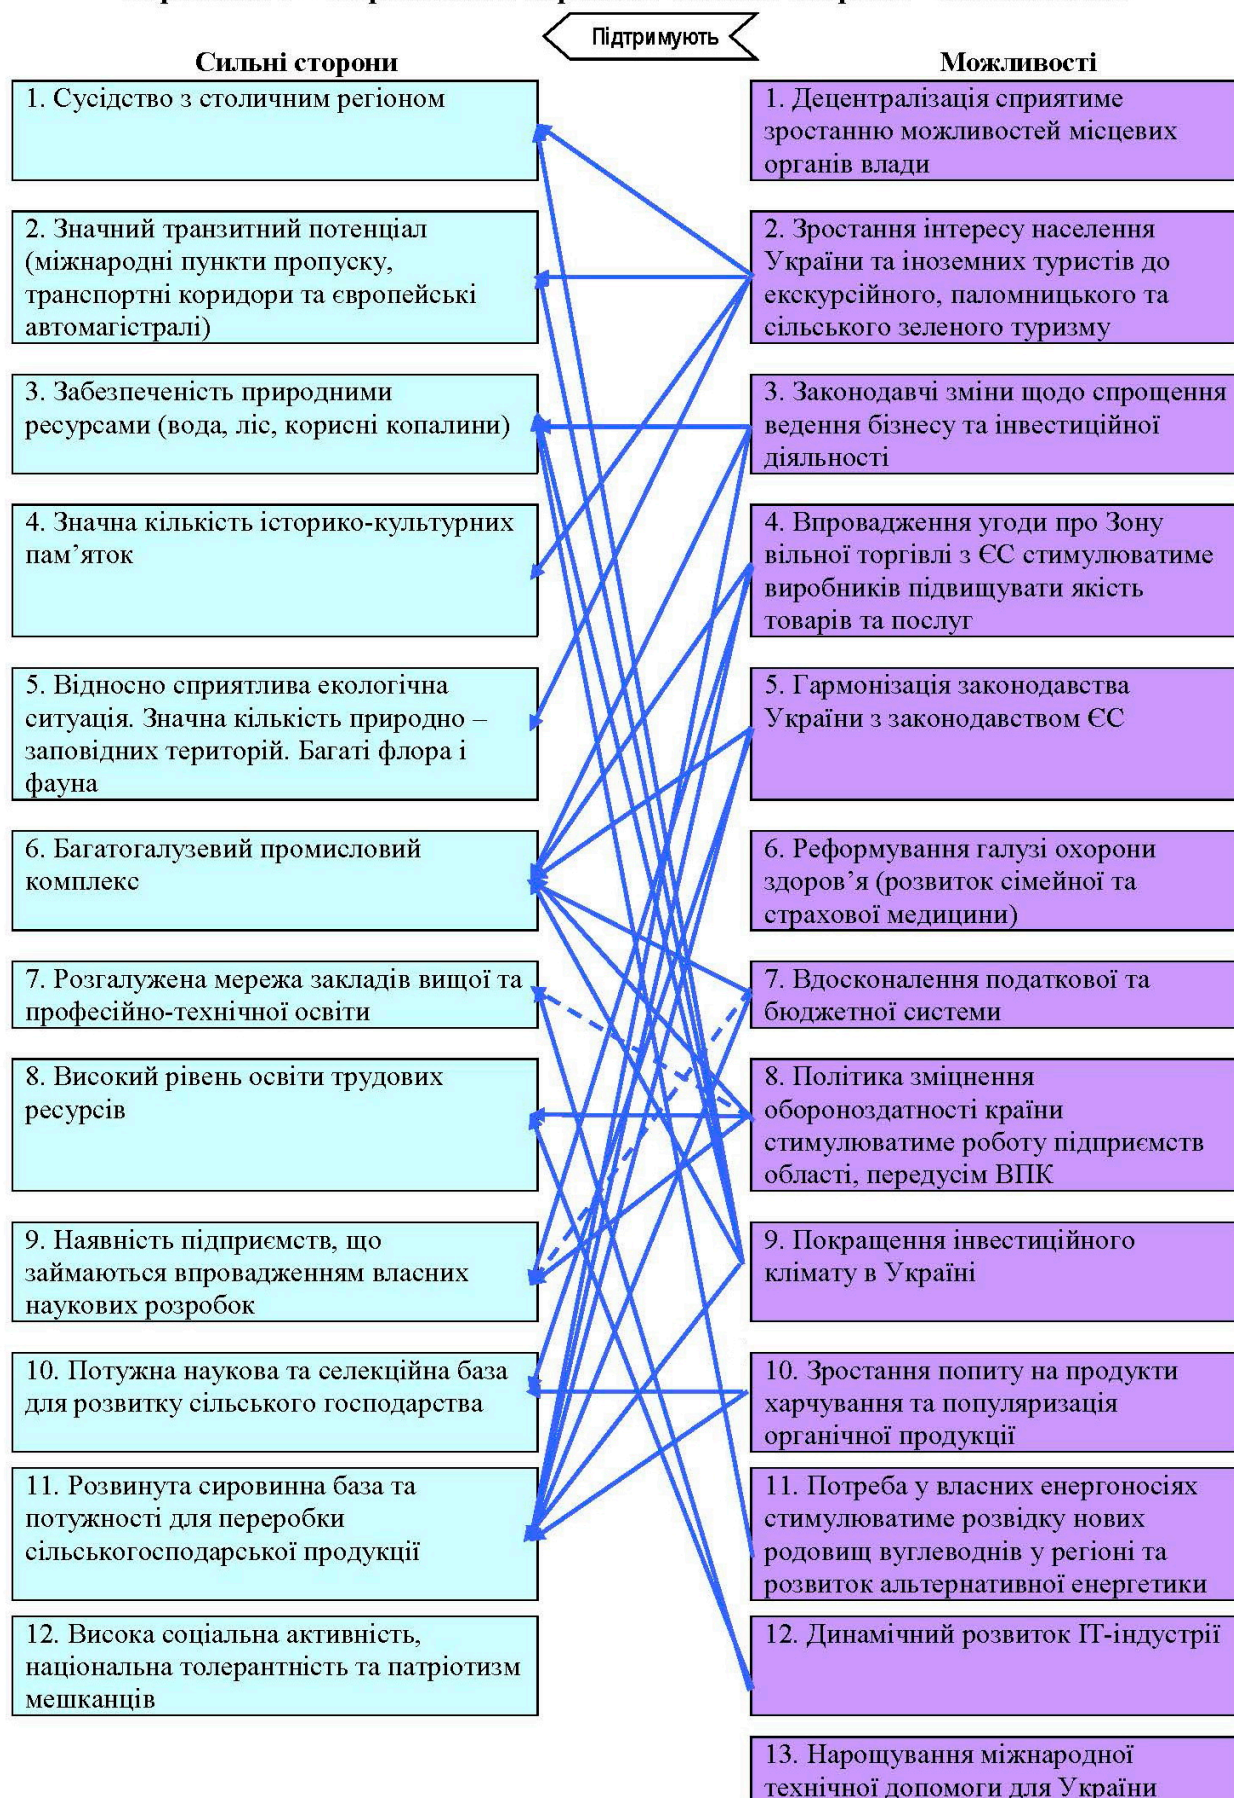 Підтримують
Сильні сторони
Можливості
1. Сусідство з столичним регіоном
2. Значний транзитний потенціал
(міжнародні пункти пропуску,
транспортні коридори та європейські
автомагістралі)
3. Забезпеченість природними
ресурсами (вода, ліс, корисні копалини)
4. Значна кількість історико-культурних
пам’яток
5. Відносно сприятлива екологічна
ситуація. Значна кількість природно –
заповідних територій. Багаті флора і
фауна
6. Багатогалузевий промисловий
комплекс
7. Розгалужена мережа закладів вищої та
професійно-технічної освіти
8. Високий рівень освіти трудових
ресурсів
9. Наявність підприємств, що
займаються впровадженням власних
наукових розробок
10. Потужна наукова та селекційна база
для розвитку сільського господарства
11. Розвинута сировинна база та
потужності для переробки
сільськогосподарської продукції
12. Висока соціальна активність,
національна толерантність та патріотизм
мешканців
1. Децентралізація сприятиме
зростанню можливостей місцевих
органів влади
2. Зростання інтересу населення
України та іноземних туристів до
екскурсійного, паломницького та
сільського зеленого туризму
3. Законодавчі зміни щодо спрощення
ведення бізнесу та інвестиційної
діяльності
4. Впровадження угоди про Зону
вільної торгівлі з ЄС стимулюватиме
виробників підвищувати якість
товарів та послуг
5. Гармонізація законодавства
України з законодавством ЄС
6. Реформування галузі охорони
здоров’я (розвиток сімейної та
страхової медицини)
7. Вдосконалення податкової та
бюджетної системи
8. Політика зміцнення
обороноздатності країни
стимулюватиме роботу підприємств
області, передусім ВПК
9. Покращення інвестиційного
клімату в Україні
10. Зростання попиту на продукти
харчування та популяризація
органічної продукції
11. Потреба у власних енергоносіях
стимулюватиме розвідку нових
родовищ вуглеводнів у регіоні та
розвиток альтернативної енергетики
12. Динамічний розвиток ІТ-індустрії
13. Нарощування міжнародної
технічної допомоги для України